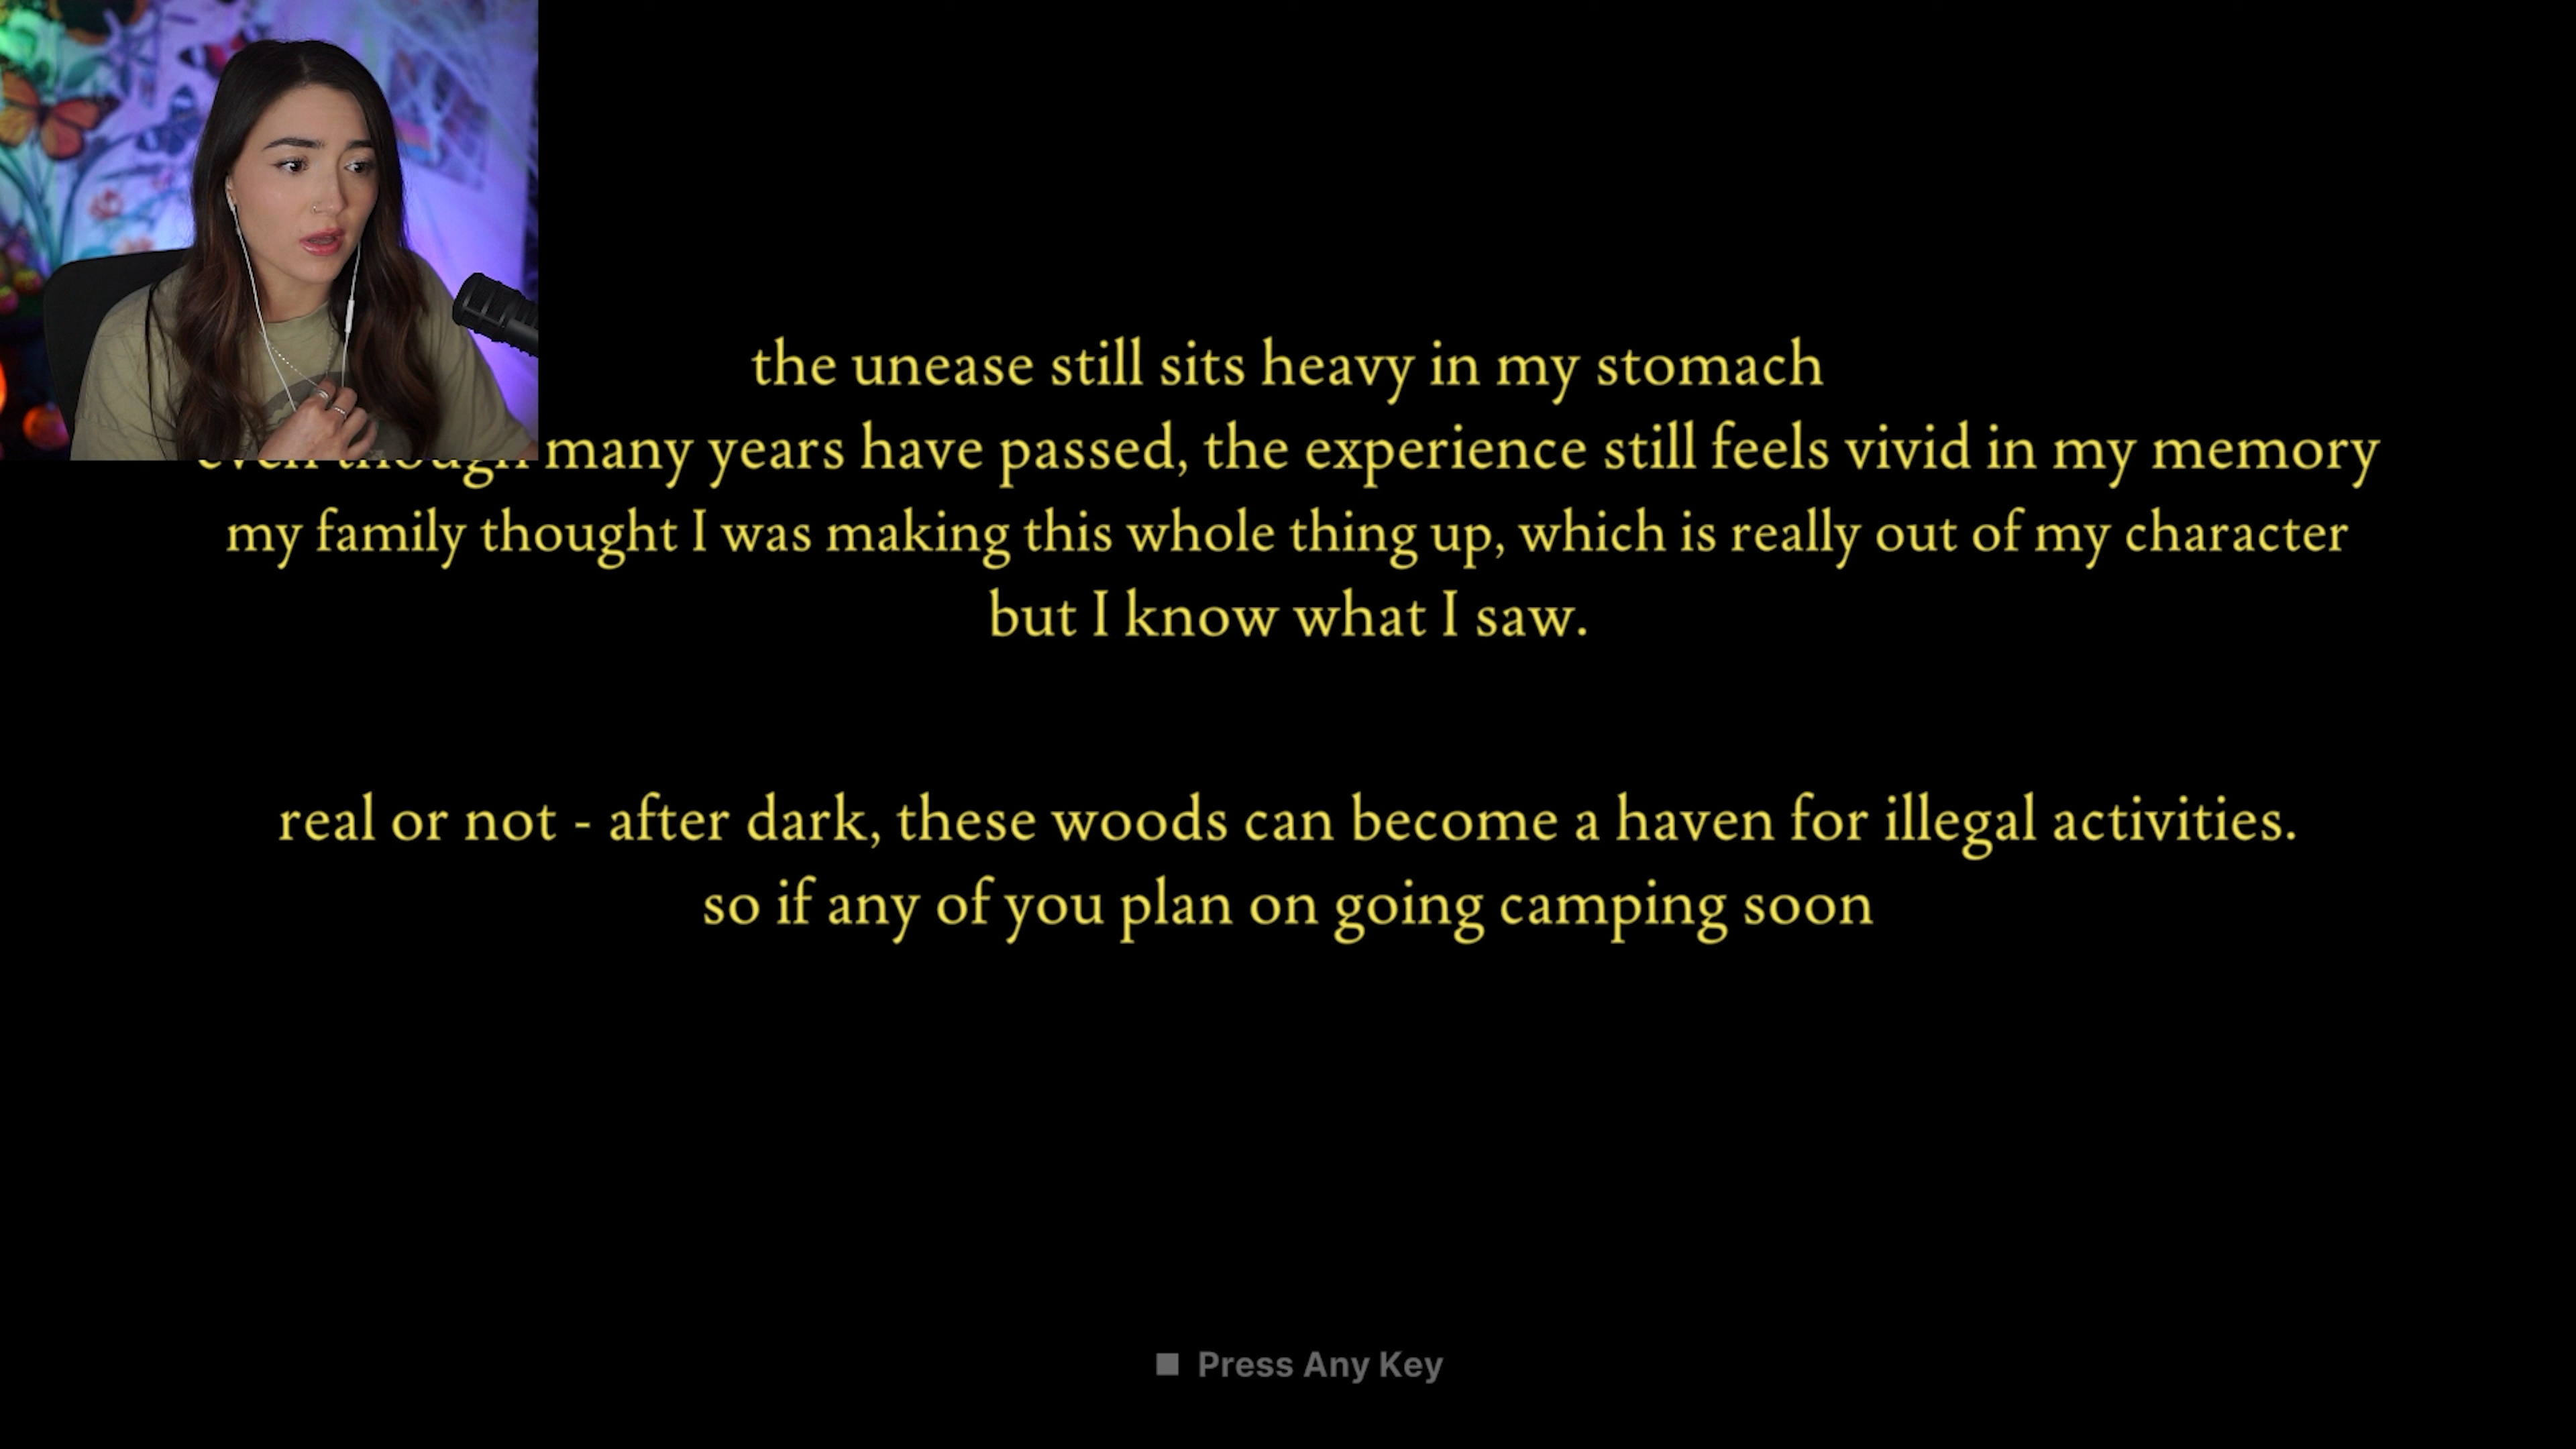 the unease still sits heavy in my stomach
even though many years have passed, the experience still feels vivid in my memory
my family thought I was making this whole thing up, which is really out of my character
but I know what I saw.
real or not - after dark, these woods can become a haven for illegal activities.
so if any of you plan on going camping soon
Press Any Key